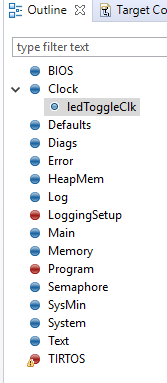 Outline Target Co
type filter text
BIOS
Clock
ledToggleClk
Defaults
Diags
Error
HeapMem
Log
LoggingSetup
Main
Memory
Program
Semaphore
SysMin
System
Text
TIRTOS